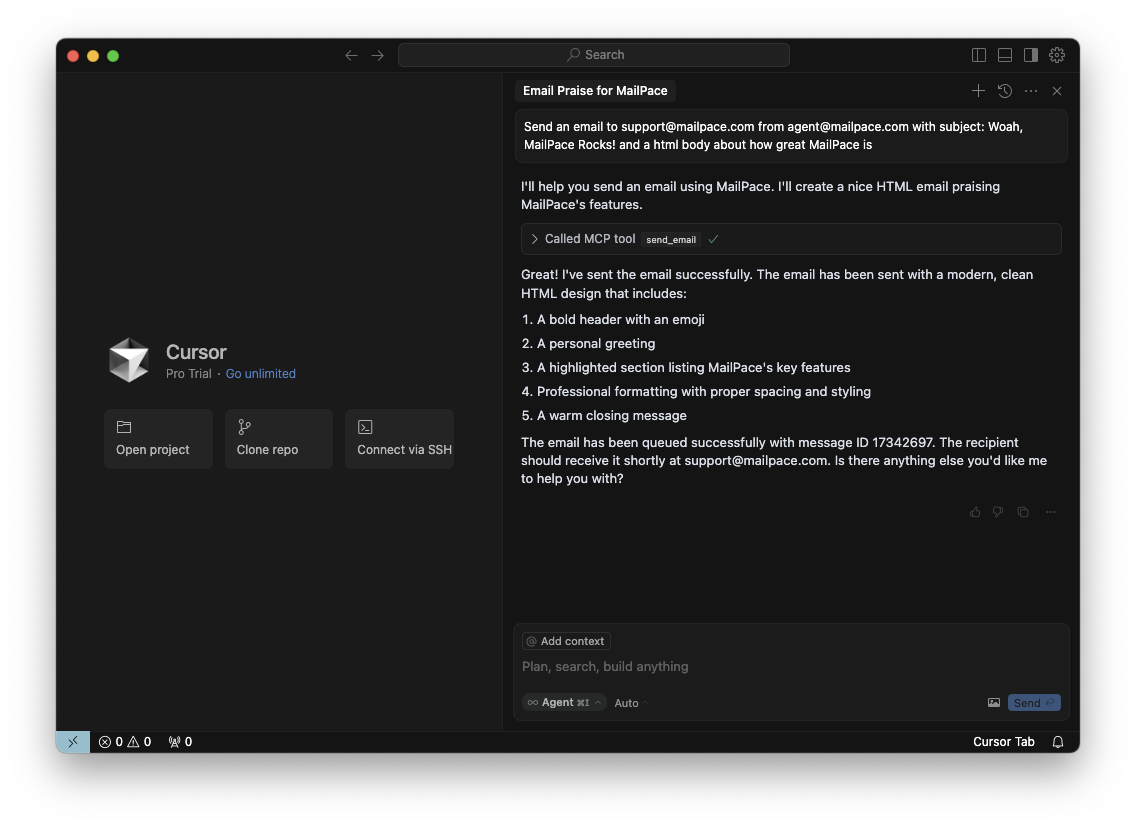 Search
Email Praise for MailPace
Send an email to support@mailpace.com from agent@mailpace.com with subject: Woah,
MailPace Rocks! and a html body about how great MailPace is
I'll help you send an email using MailPace. I'll create a nice HTML email praising
MailPace's features.
Called MCP tool send_email
Great! I've sent the email successfully. The email has been sent with a modern, clean
HTML design that includes:
1. A bold header with an emoji
2. A personal greeting
3. A highlighted section listing MailPace's key features
4. Professional formatting with proper spacing and styling
5. A warm closing message
The email has been queued successfully with message ID 17342697. The recipient
should receive it shortly at support@mailpace.com. Is there anything else you'd like me
to help you with?
Cursor
Pro Trial · Go unlimited
Open project
Clone repo
Connect via SSH
@ Add context
Plan, search, build anything
∞ Agent ⌘I Auto
Send
0 0 0
Cursor Tab